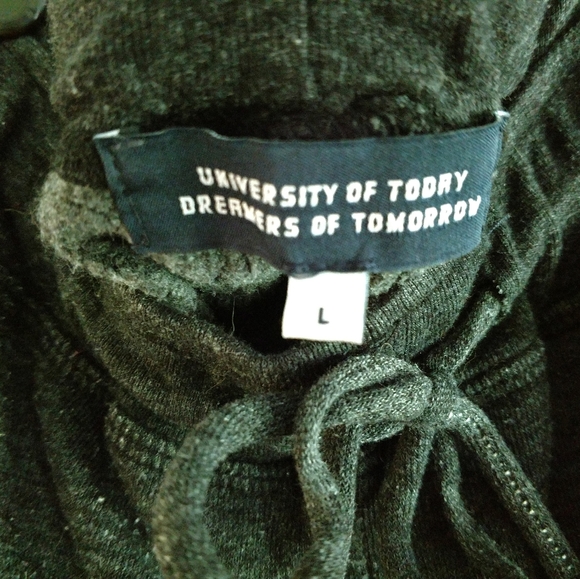 UNIVERSITY OF TODAY
DREAMERS OF TOMORROW
L